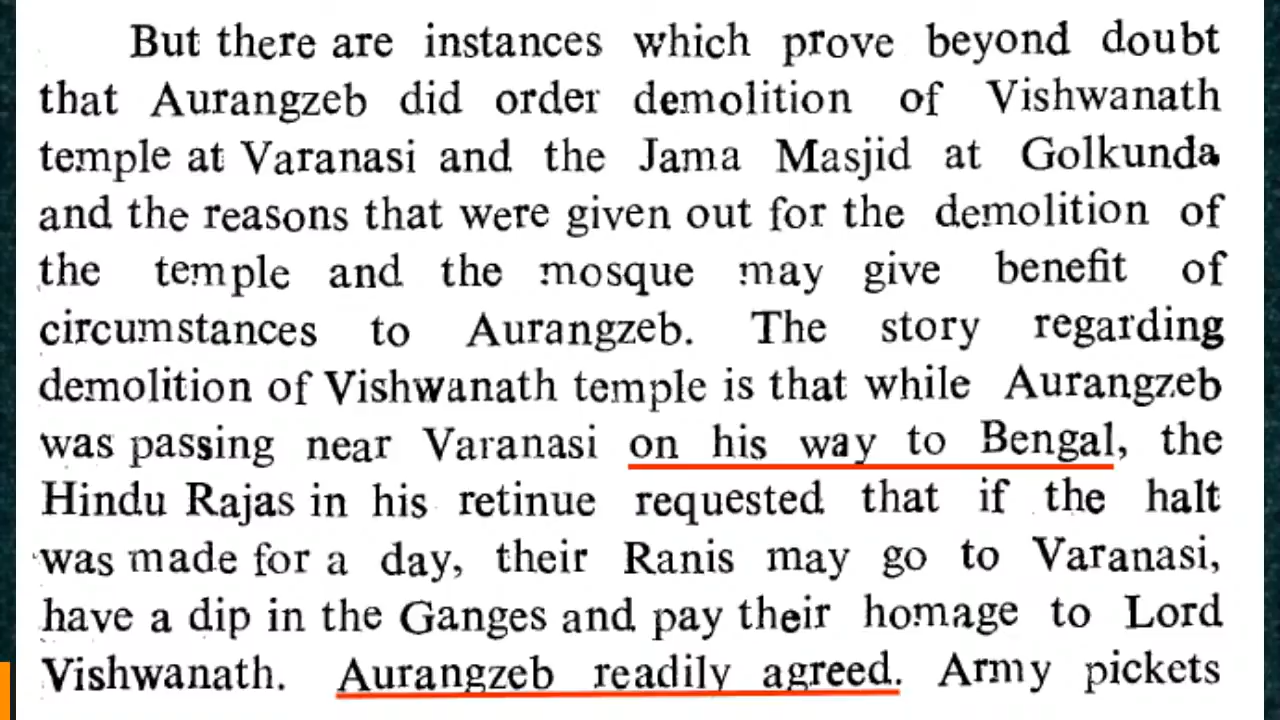 But there are instances which prove beyond doubt
that Aurangzeb did order demolition of Vishwanath
temple at Varanasi and the Jama Masjid at Golkunda
and the reasons that were given out for the demolition of
the temple and the mosque may give benefit of
circumstances to Aurangzeb. The story regarding
demolition of Vishwanath temple is that while Aurangzeb
was passing near Varanasi on his way to Bengal, the
Hindu Rajas in his retinue requested that if the halt
was made for a day, their Ranis may go to Varanasi,
have a dip in the Ganges and pay their homage to Lord
Vishwanath. Aurangzeb readily agreed. Army pickets